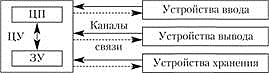 ЦП
ЦУ
ЗУ
Каналы
связи
Устройства ввода
Устройства вывода
Устройства хранения